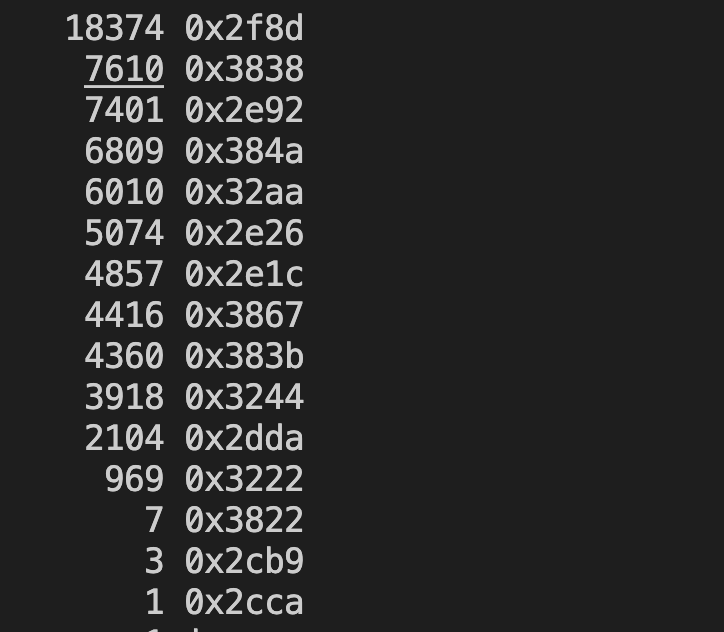 18374 0x2f8d
7610 0x3838
7401 0x2e92
6809 0x384a
6010 0x32aa
5074 0x2e26
4857 0x2e1c
4416 0x3867
4360 0x383b
3918 0x3244
2104 0x2dda
969 0x3222
7 0x3822
3 0x2cb9
1 0x2cca